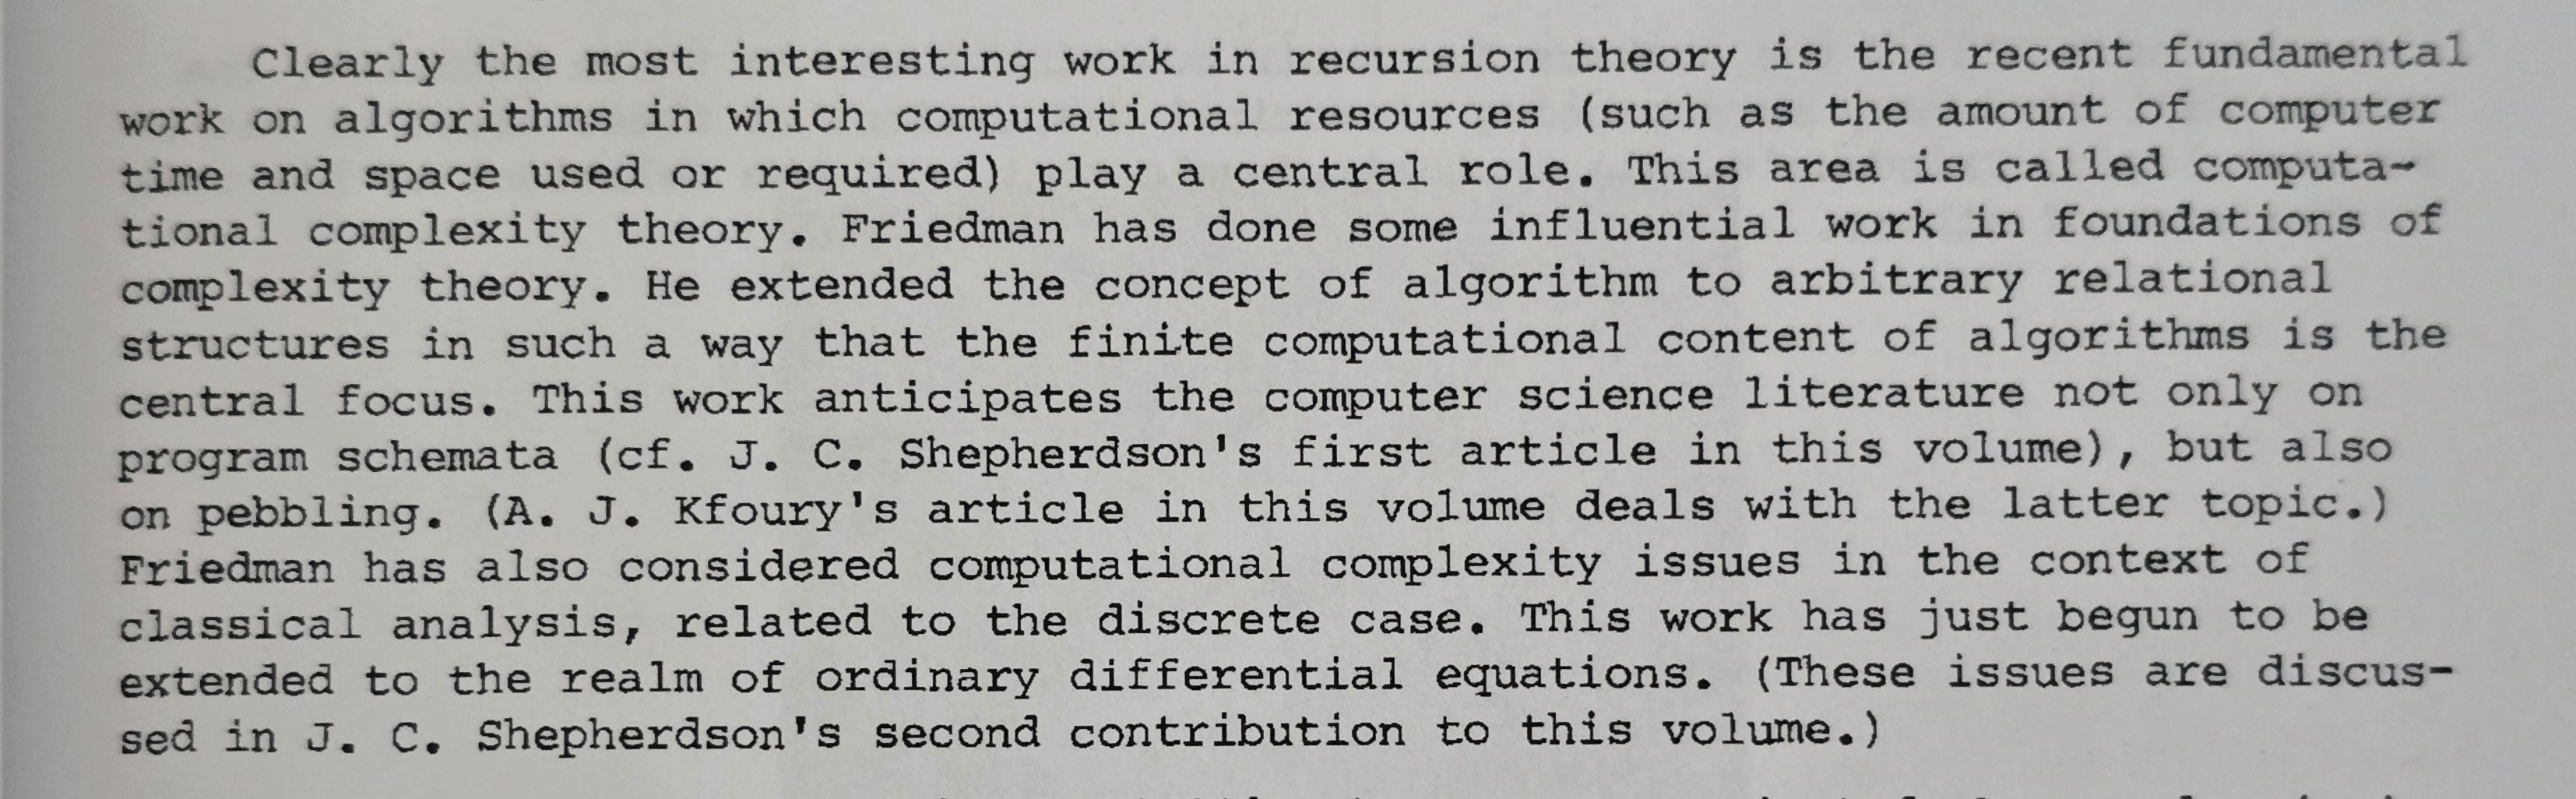 Clearly the most interesting work in recursion theory is the recent fundamental
work on algorithms in which computational resources (such as the amount of computer
time and space used or required) play a central role. This area is called computa-
tional complexity theory. Friedman has done some influential work in foundations of
complexity theory. He extended the concept of algorithm to arbitrary relational
structures in such a way that the finite computational content of algorithms is the
central focus. This work anticipates the computer science literature not only on
program schemata (cf. J. C. Shepherdson's first article in this volume), but also
on pebbling. (A. J. Kfoury's article in this volume deals with the latter topic.)
Friedman has also considered computational complexity issues in the context of
classical analysis, related to the discrete case. This work has just begun to be
extended to the realm of ordinary differential equations. (These issues are discus-
sed in J. C. Shepherdson's second contribution to this volume.)